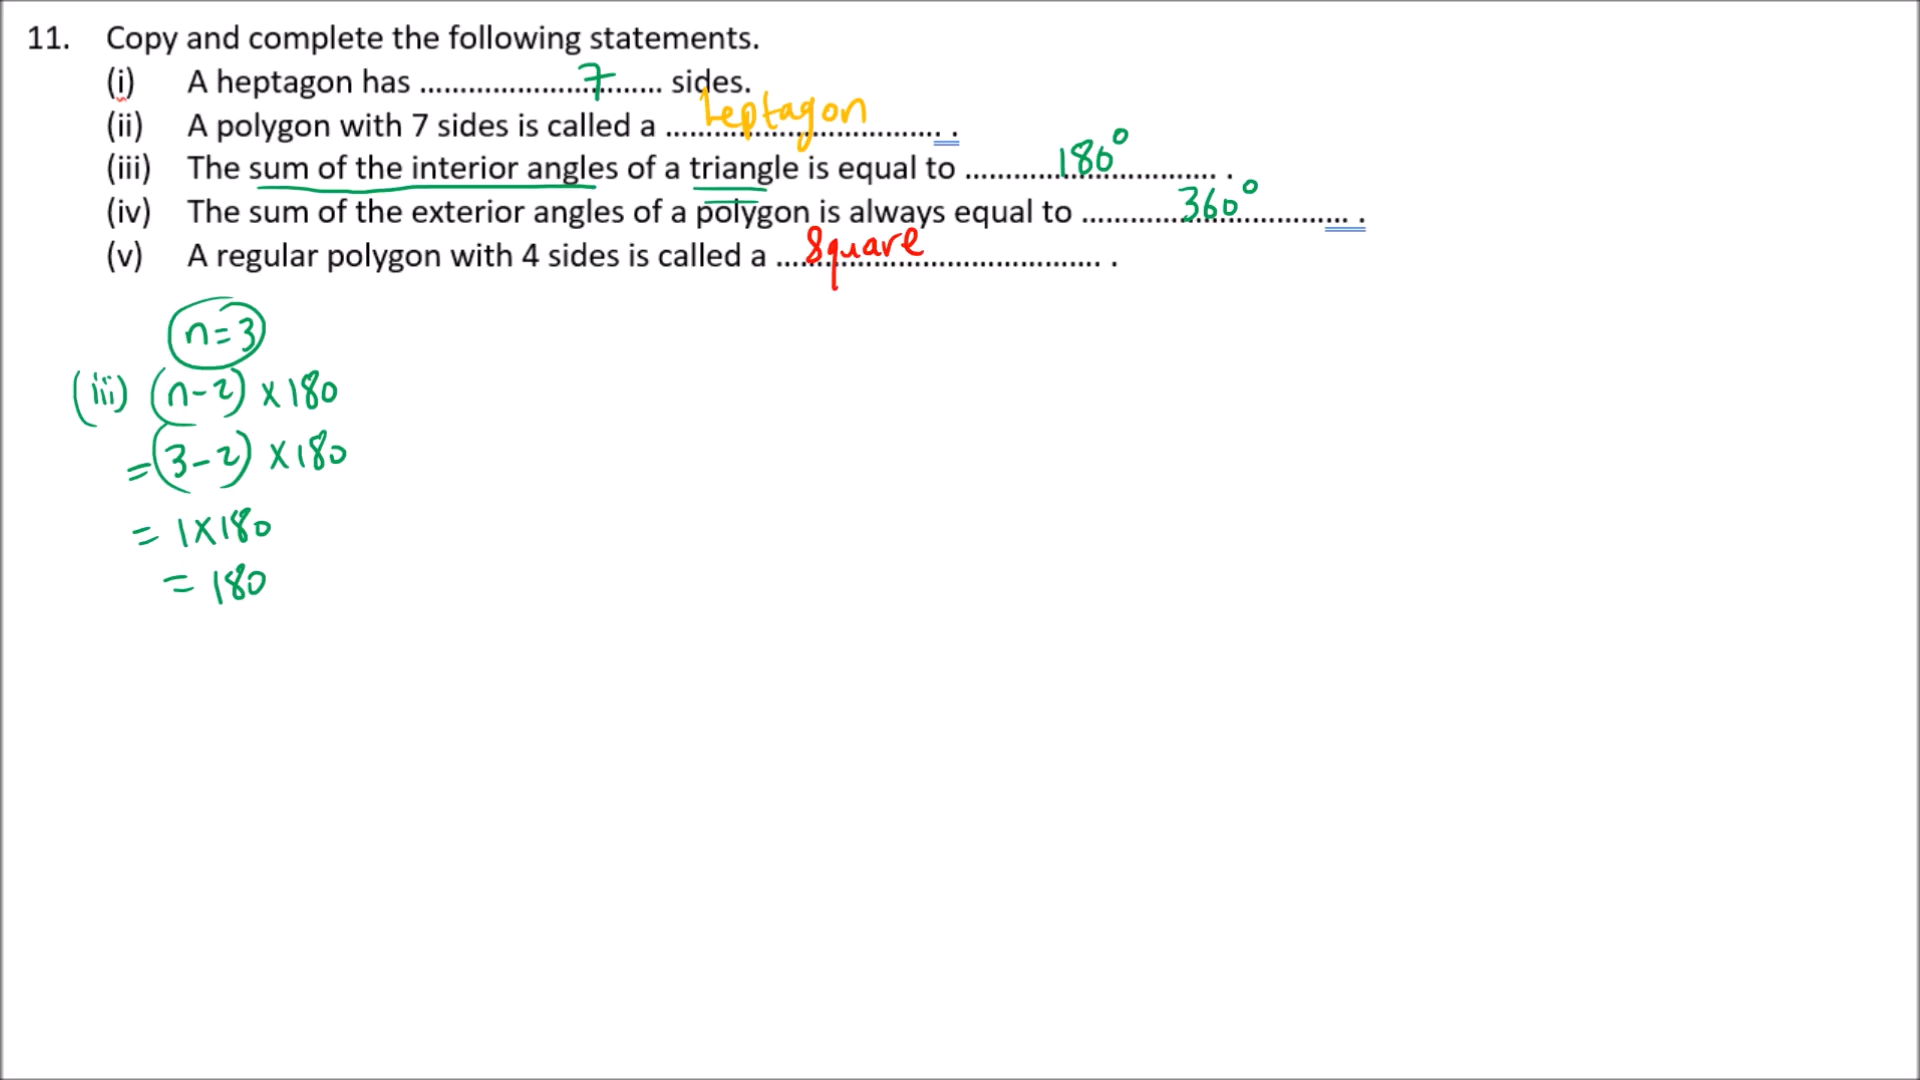 11. Copy and complete the following statements.
(i) A heptagon has .............................. 7 sides.
(ii) A polygon with 7 sides is called a heptagon .................................. .
(iii) The sum of the interior angles of a triangle is equal to 180° ............................... .
(iv) The sum of the exterior angles of a polygon is always equal to 360° ................................. .
(v) A regular polygon with 4 sides is called a square ........................................ .
n=3
(iii) (n-2) × 180
= (3-2) × 180
= 1 × 180
= 180